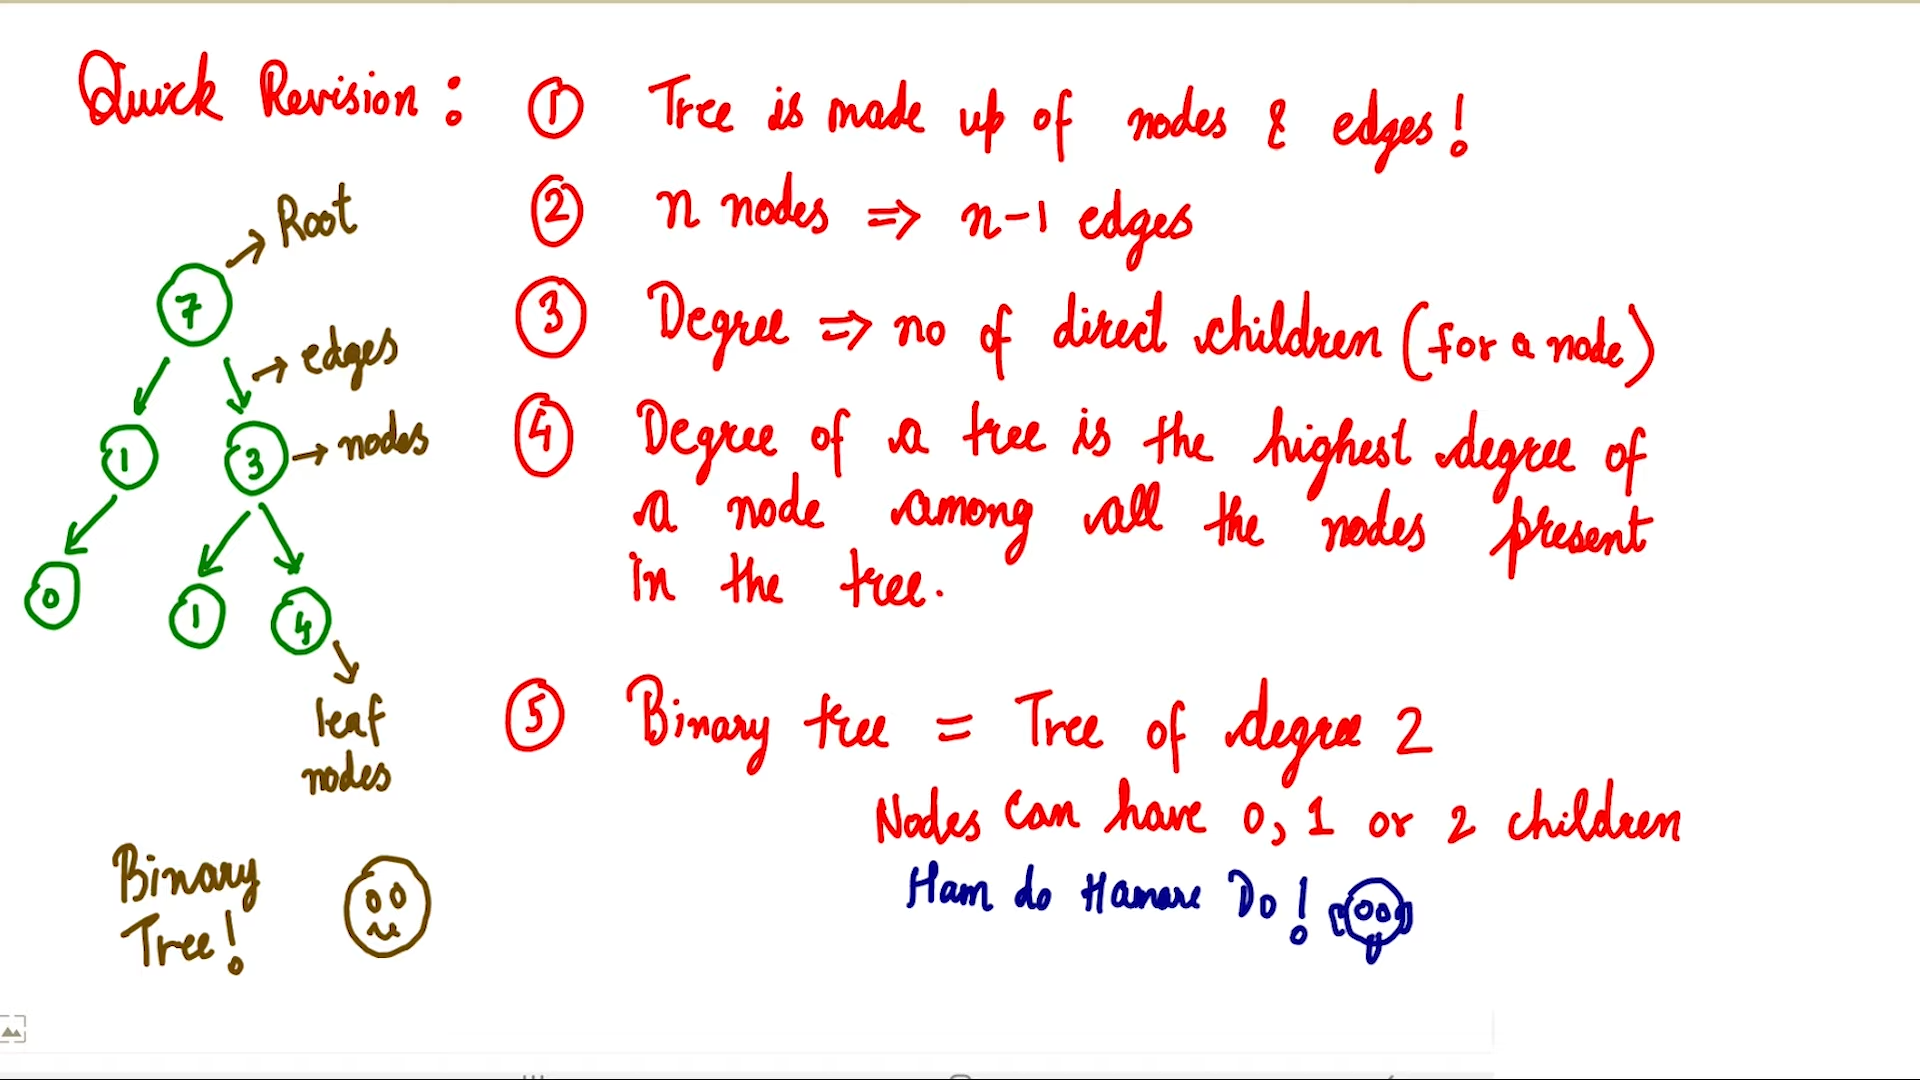 Quick Revision :
① Tree is made up of nodes & edges!
② n nodes => n-1 edges
③ Degree => no of direct children (for a node)
④ Degree of a tree is the highest degree of
a node among all the nodes present
in the tree.
⑤ Binary tree = Tree of degree 2
Nodes can have 0, 1 or 2 children
Ham do Hamare Do!
Root
7
edges
1
3
nodes
0
1
4
leaf
nodes
Binary
Tree!